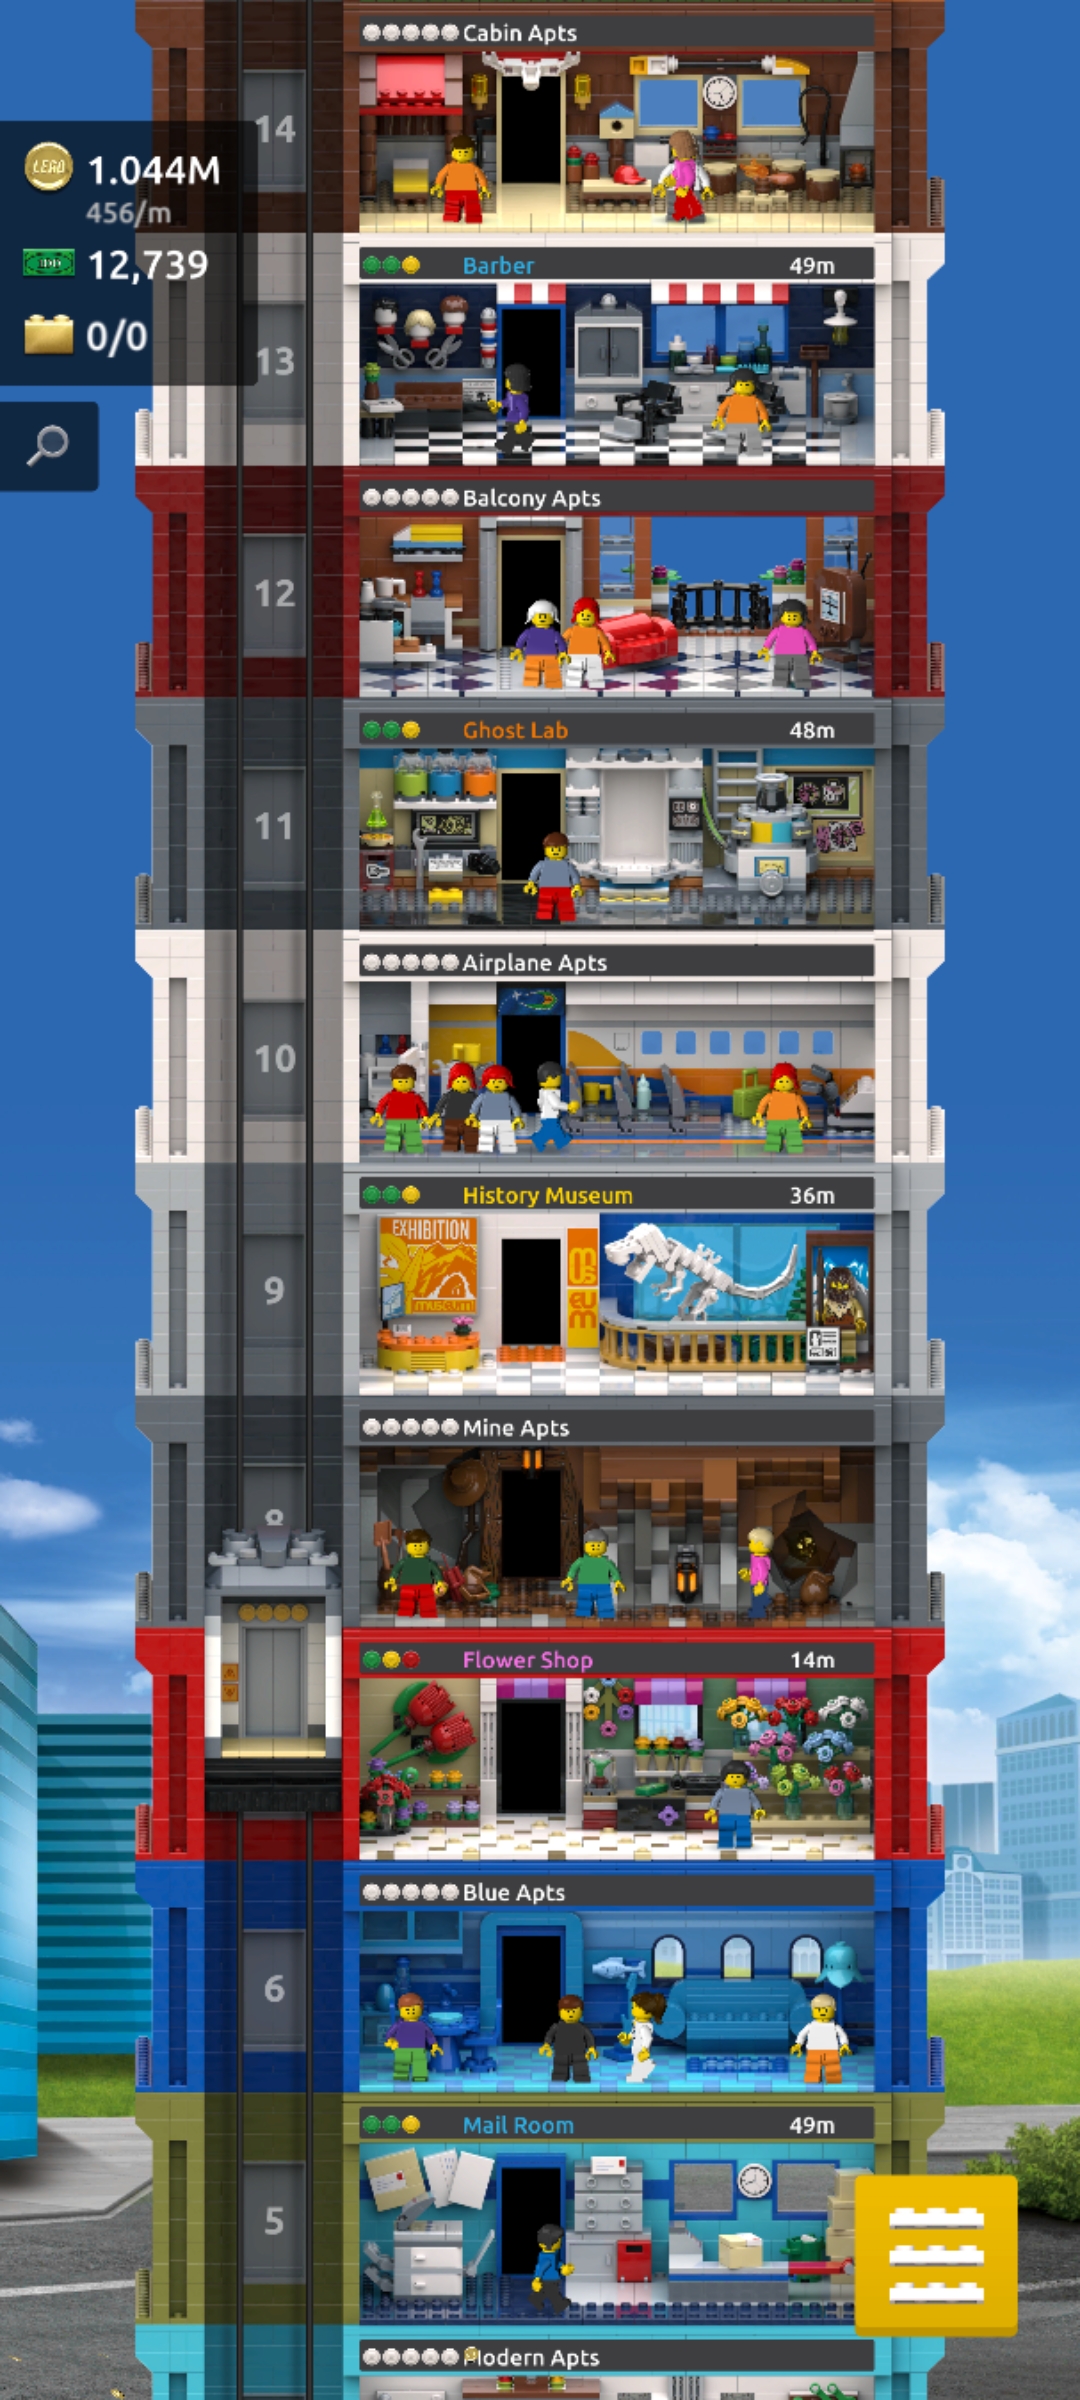 Cabin Apts
14
LEGO
1.044M
456/m
12,739
0/0
Barber 49m
13
Balcony Apts
12
Ghost Lab 48m
11
Airplane Apts
10
History Museum 36m
EXHIBITION
museum
museum
9
Mine Apts
8
Flower Shop 14m
Blue Apts
6
Mail Room 49m
5
Modern Apts